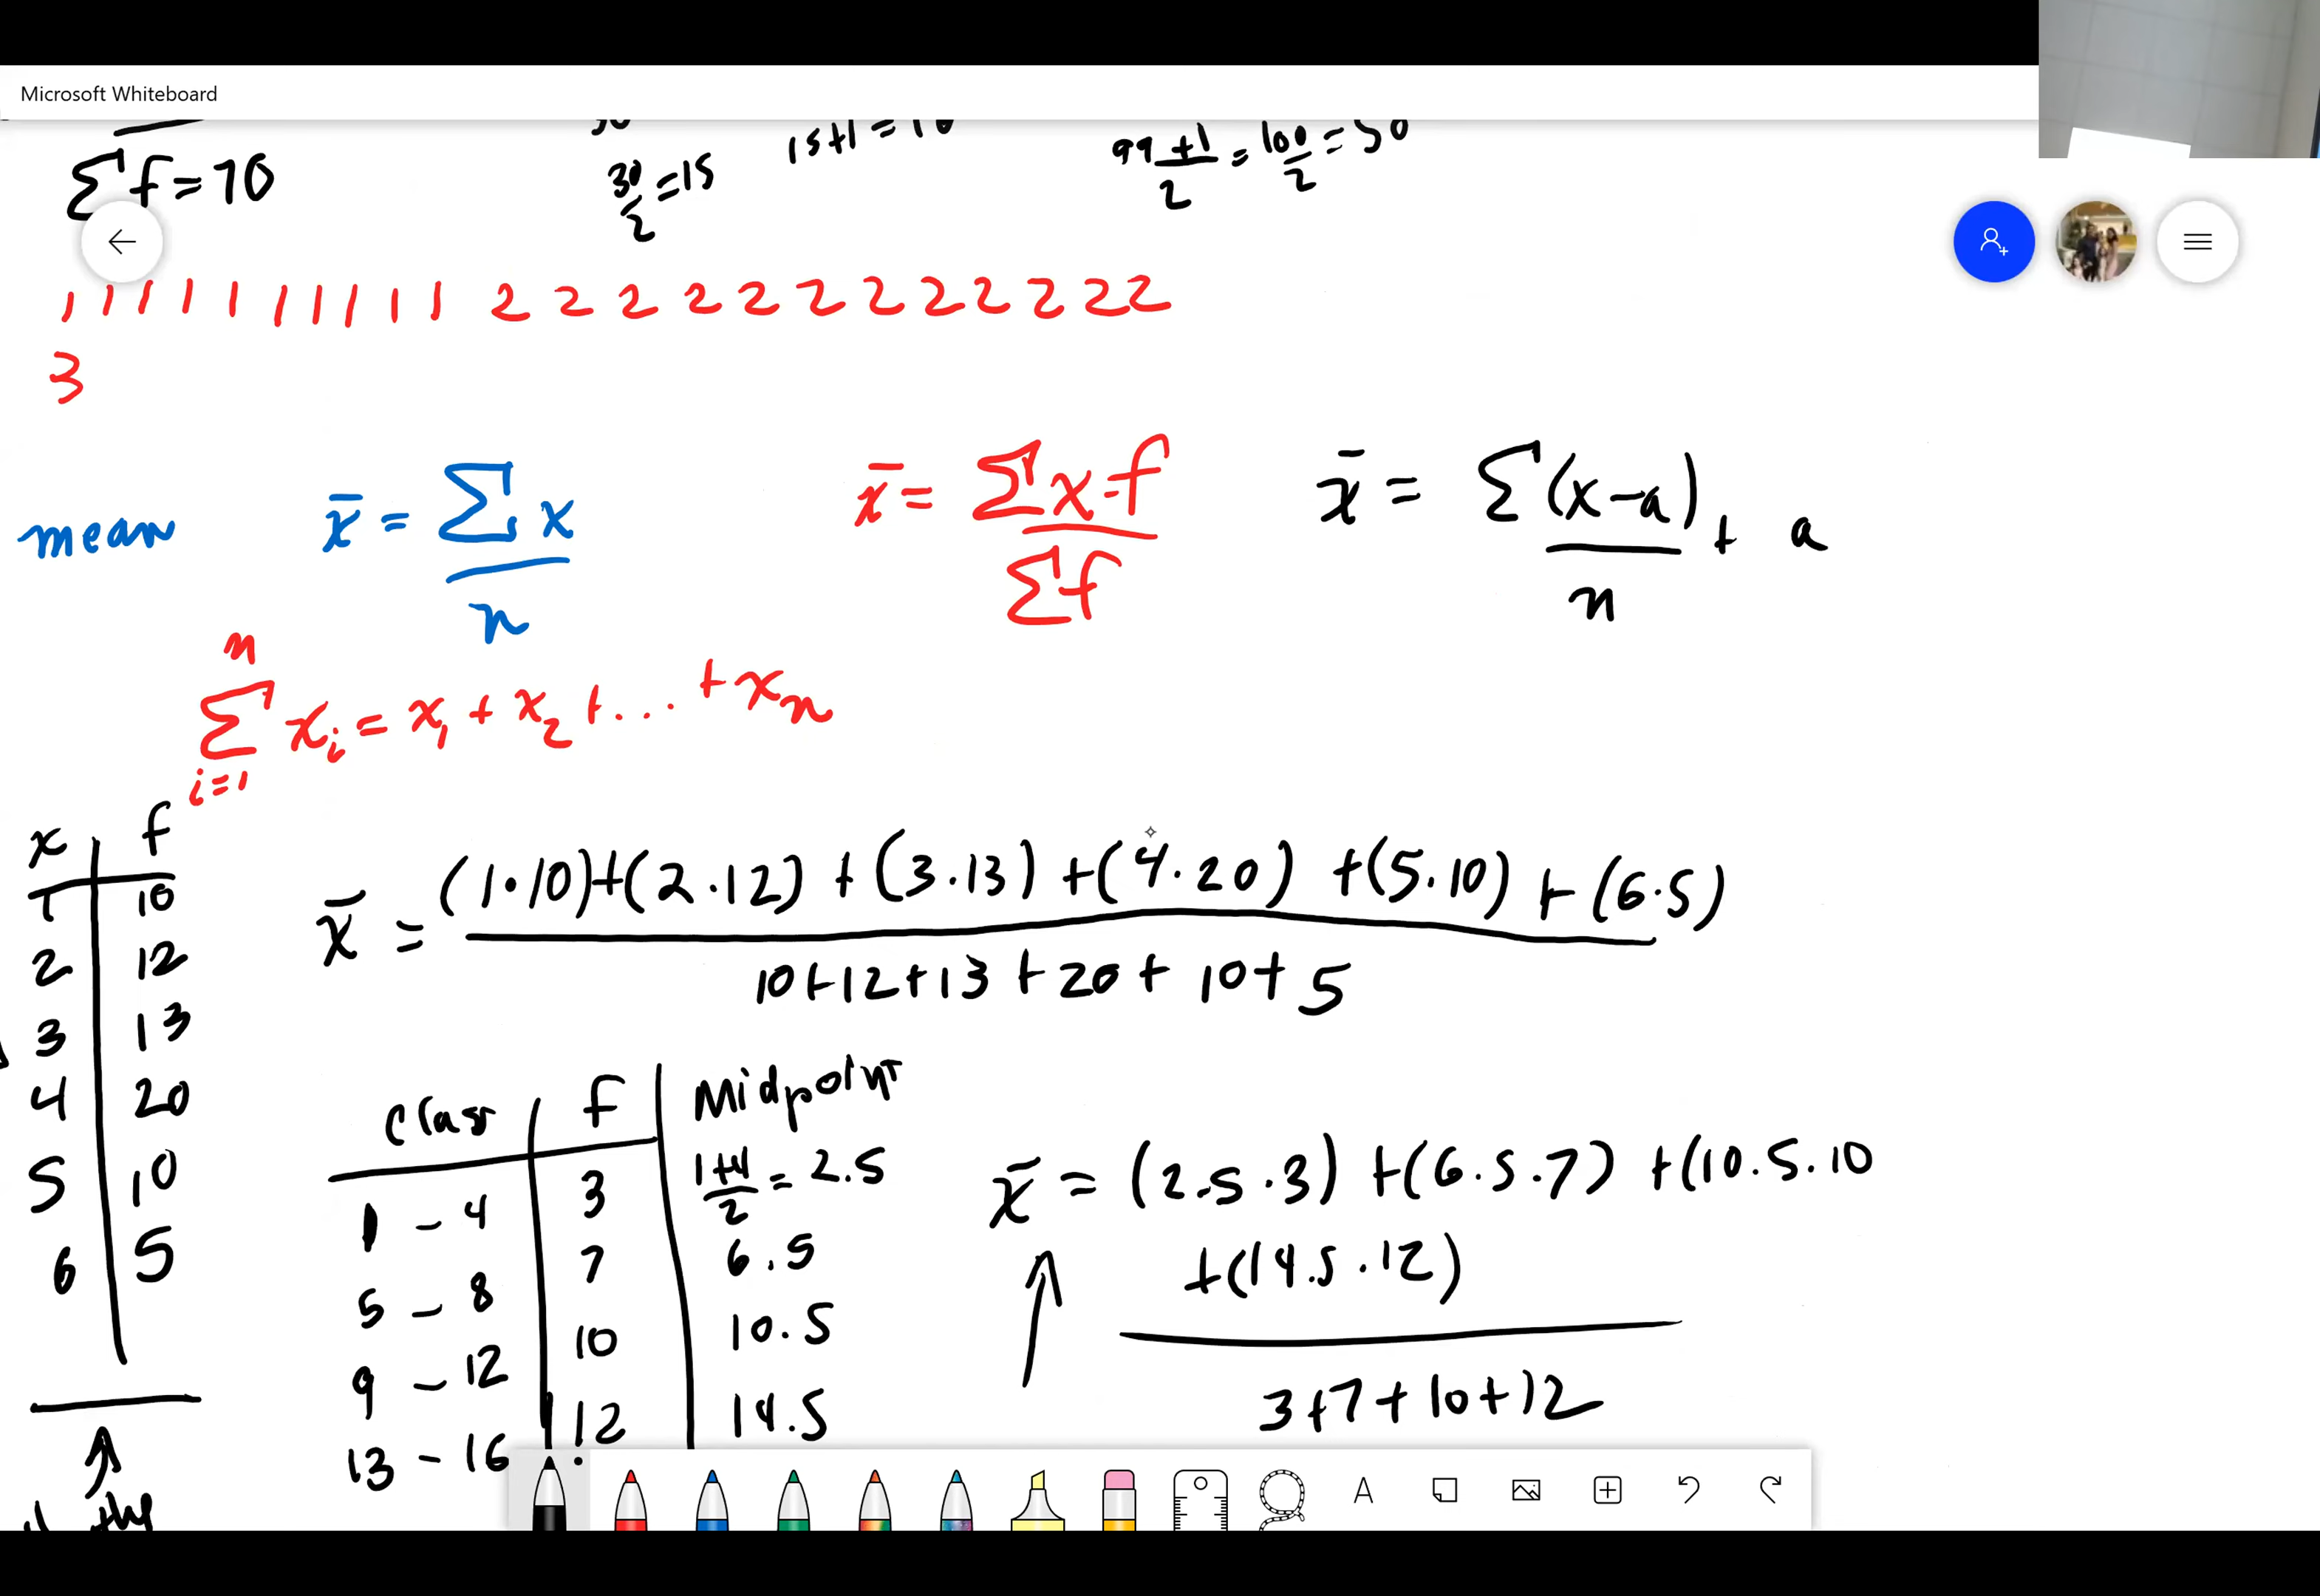 Microsoft Whiteboard
Σf=70
30/2=15
15+1=16
99+1/2=100/2=50
1 1 1 1 1 1 1 1 1 1 2 2 2 2 2 2 2 2 2 2 2 2
3
mean
x̄ = Σx/n
x̄ = Σx·f/Σf
x̄ = Σ(x-a)/n + a
n
Σ xi = x1 + x2 + ... + xn
i=1
x f
1 10
2 12
3 13
4 20
5 10
6 5
x̄ = (1·10)+(2·12)+(3·13)+(4·20)+(5·10)+(6·5)
10+12+13+20+10+5
Class f Midpoint
1-4 3 1+4/2 = 2.5
5-8 7 6.5
9-12 10 10.5
13-16 12 14.5
x̄ = (2.5·3)+(6.5·7)+(10.5·10
+(14.5·12)
3+7+10+12
A